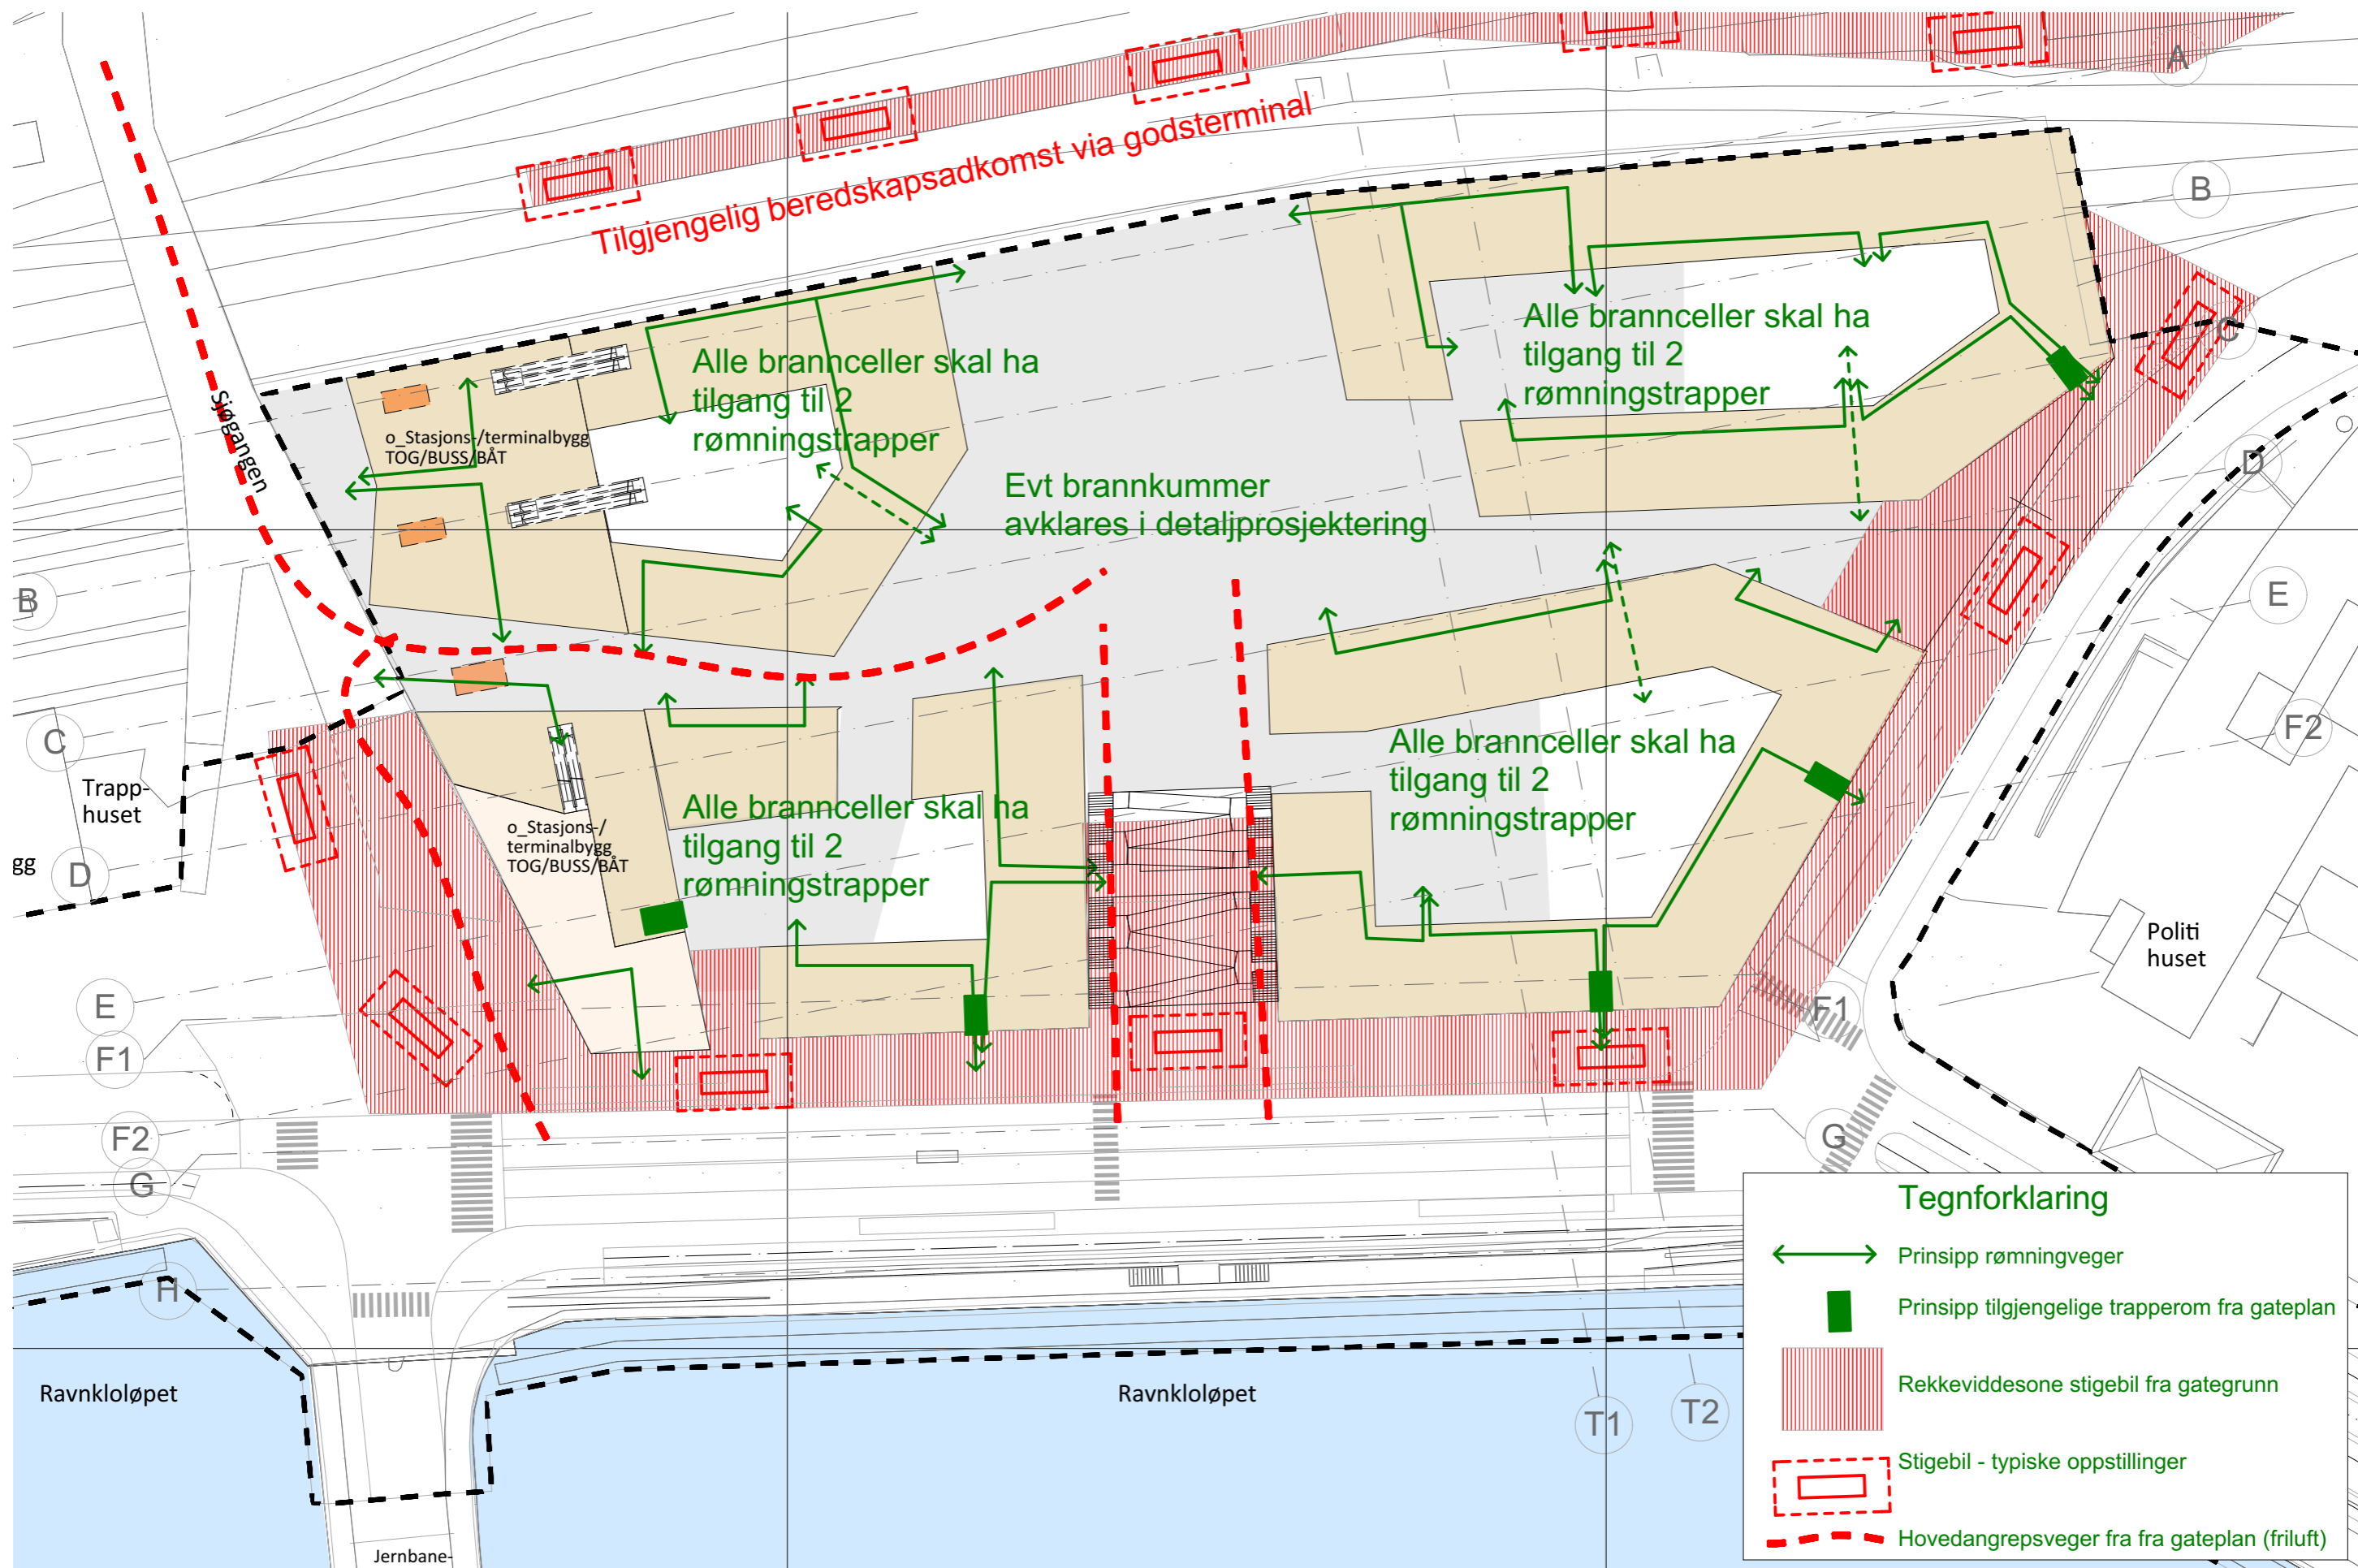 A
Tilgjengelig beredskapsadkomst via godsterminal
B
Alle brannceller skal ha
tilgang til 2
rømningstrapper
Alle brannceller skal ha
tilgang til 2
rømningstrapper
C
Sjøgangen
o_Stasjons-/terminalbygg
TOG/BUSS/BÅT
Evt brannkummer
avklares i detaljprosjektering
D
B
E
C
F2
Trapp-
huset
Alle brannceller skal ha
tilgang til 2
rømningstrapper
Alle brannceller skal ha
tilgang til 2
rømningstrapper
o_Stasjons-/
terminalbygg
TOG/BUSS/BÅT
gg
D
Politi
huset
E
F1
F1
F2
G
G
H
Ravnkloløpet
Ravnkloløpet
T1
T2
Jernbane-
Tegnforklaring
Prinsipp rømningveger
Prinsipp tilgjengelige trapperom fra gateplan
Rekkeviddesone stigebil fra gategrunn
Stigebil - typiske oppstillinger
Hovedangrepsveger fra fra gateplan (friluft)